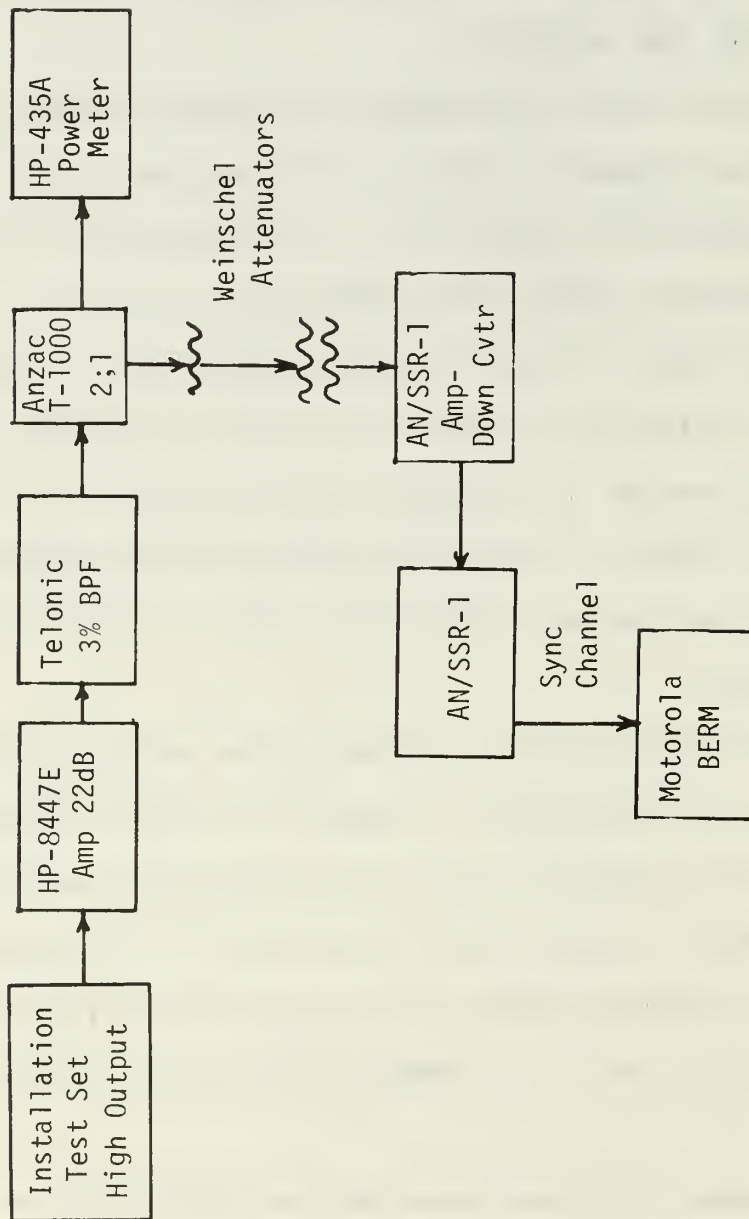 Installation
Test Set
High Output
HP-8447E
Amp 22dB
Telonic
3% BPF
Anzac
T-1000
2;1
HP-435A
Power
Meter
Weinschel
Attenuators
AN/SSR-1
Amp-
Down Cvtr
AN/SSR-1
Sync
Channel
Motorola
BERM